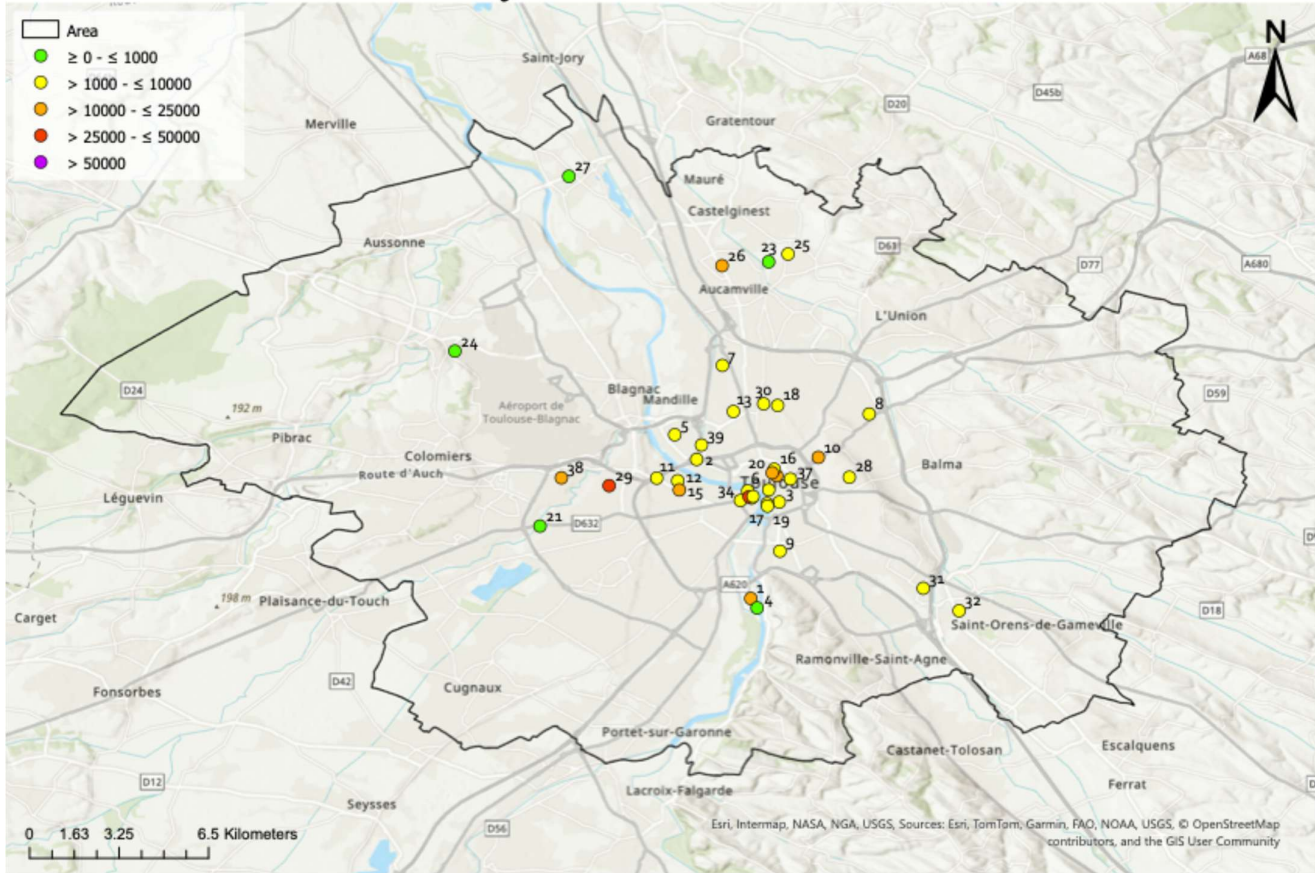 Area
≥ 0 - ≤ 1000
> 1000 - ≤ 10000
> 10000 - ≤ 25000
> 25000 - ≤ 50000
> 50000
N
Saint-Jory
A68
D45b
D20
Merville
Gratentour
27
Mauré
Castelginest
Aussonne
23
25
D63
26
D77
A680
Aucamville
L'Union
24
7
Blagnac
Mandille
D24
D59
30
18
13
8
192 m
Aéroport de
Toulouse-Blagnac
5
Pibrac
39
Colomiers
2
20
16
10
Balma
Route d'Auch
38
11
28
29
12
6
37
Léguevin
15
34
3
21
D632
17
19
9
A620
1
4
31
198 m
Plaisance-du-Touch
32
D18
Carget
Saint-Orens-de-Gameville
Ramonville-Saint-Agne
D42
Cugnaux
Fonsorbes
Portet-sur-Garonne
Castanet-Tolosan
Escalquens
D12
Ferrat
Seysses
Lacroix-Falgarde
D56
0 1.63 3.25 6.5 Kilometers
Esri, Intermap, NASA, NGA, USGS, Sources: Esri, TomTom, Garmin, FAO, NOAA, USGS, © OpenStreetMap
contributors, and the GIS User Community